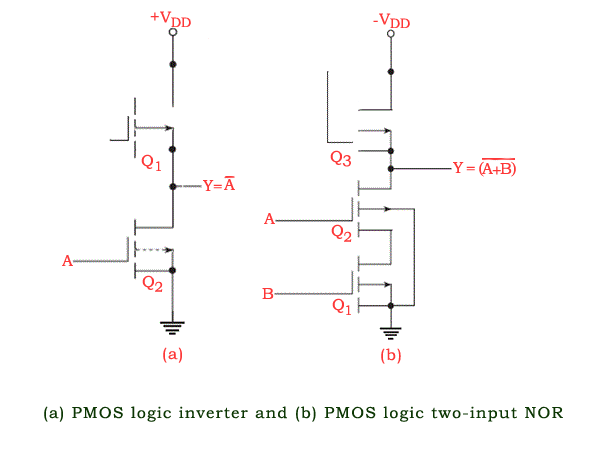 +VDD
-VDD
Q1
Q3
Y=A̅
Y=(A̅+̅B̅)
A
Q2
A
Q2
B
Q1
(a)
(b)
(a) PMOS logic inverter and (b) PMOS logic two-input NOR